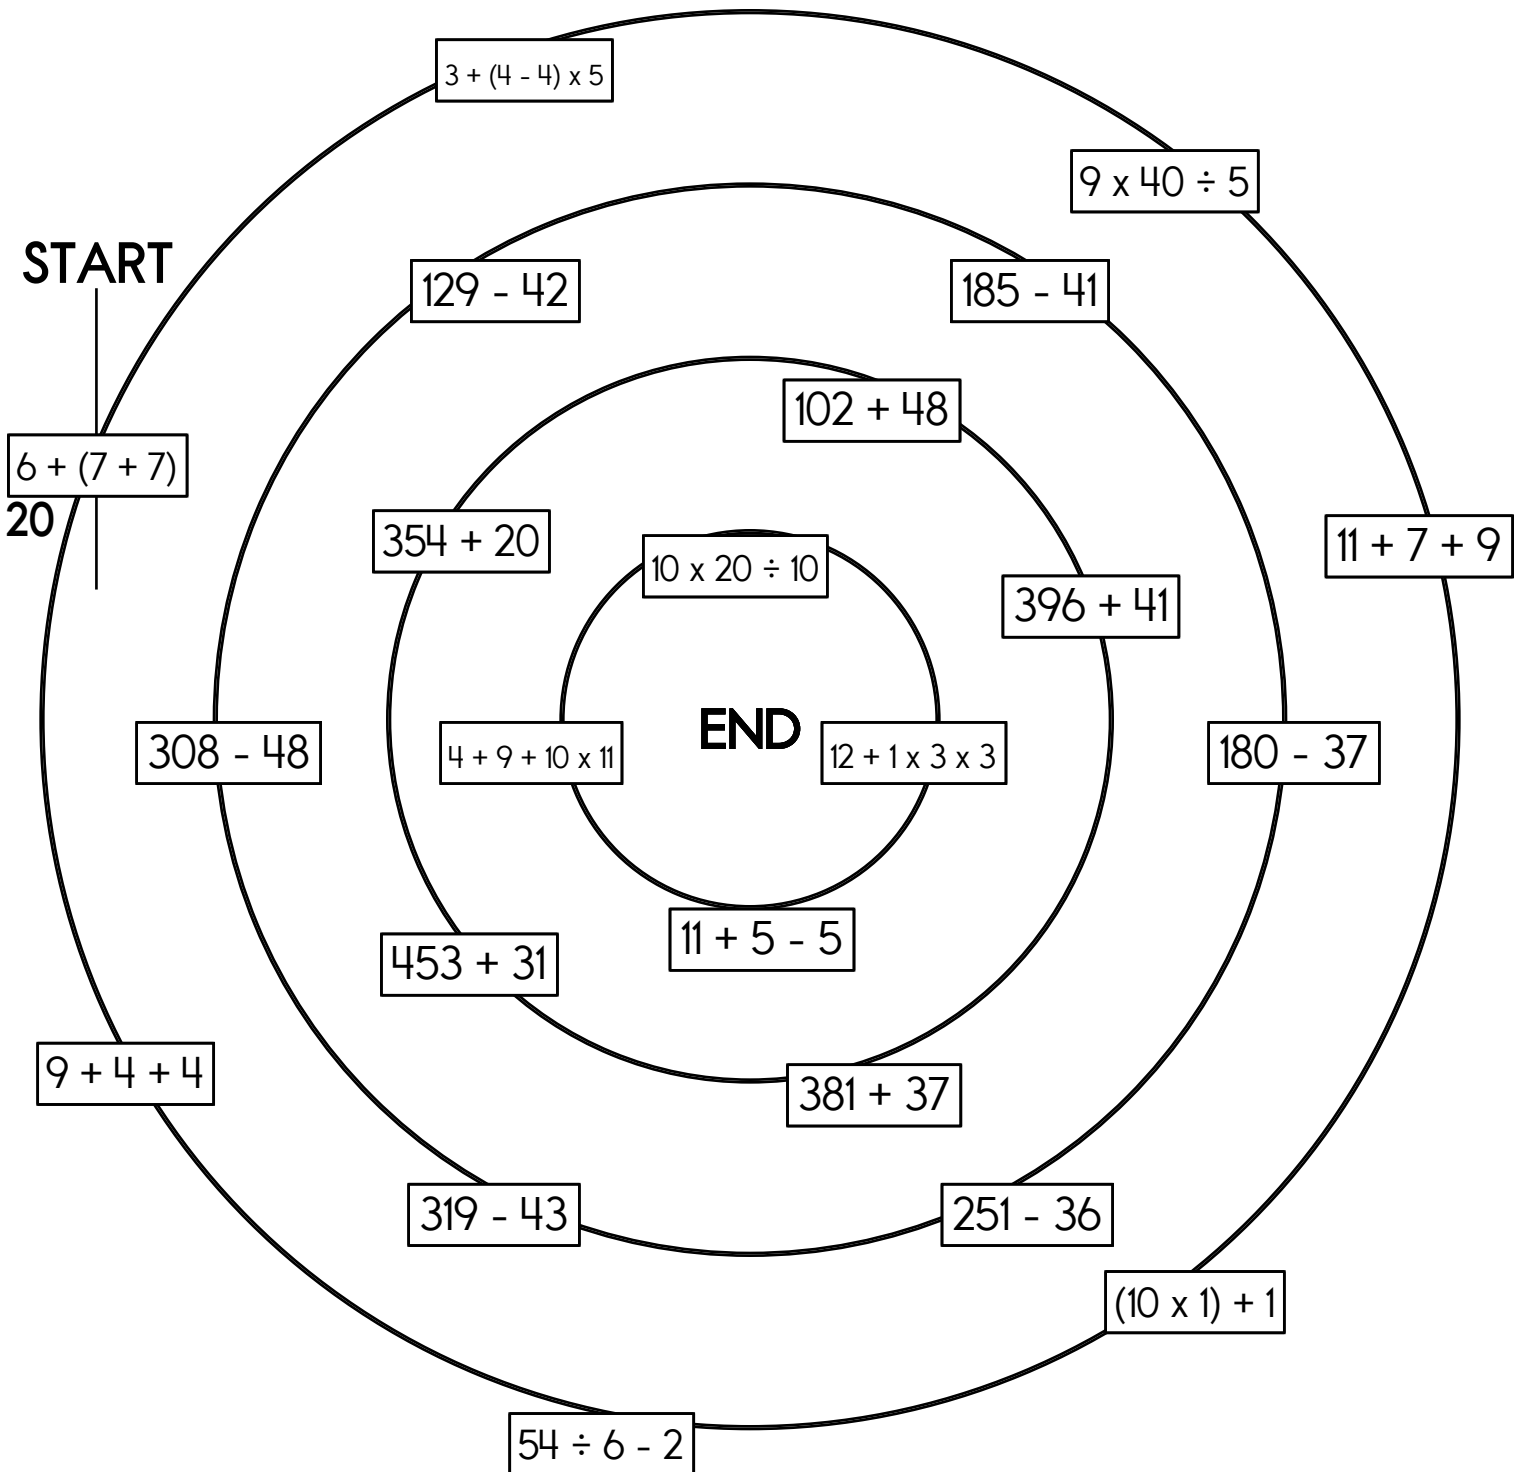 3 + (4 - 4) x 5
9 x 40 ÷ 5
START
129 - 42
185 - 41
102 + 48
6 + (7 + 7)
20
354 + 20
11 + 7 + 9
10 x 20 ÷ 10
396 + 41
308 - 48
4 + 9 + 10 x 11
END
12 + 1 x 3 x 3
180 - 37
11 + 5 - 5
453 + 31
9 + 4 + 4
381 + 37
319 - 43
251 - 36
(10 x 1) + 1
54 ÷ 6 - 2